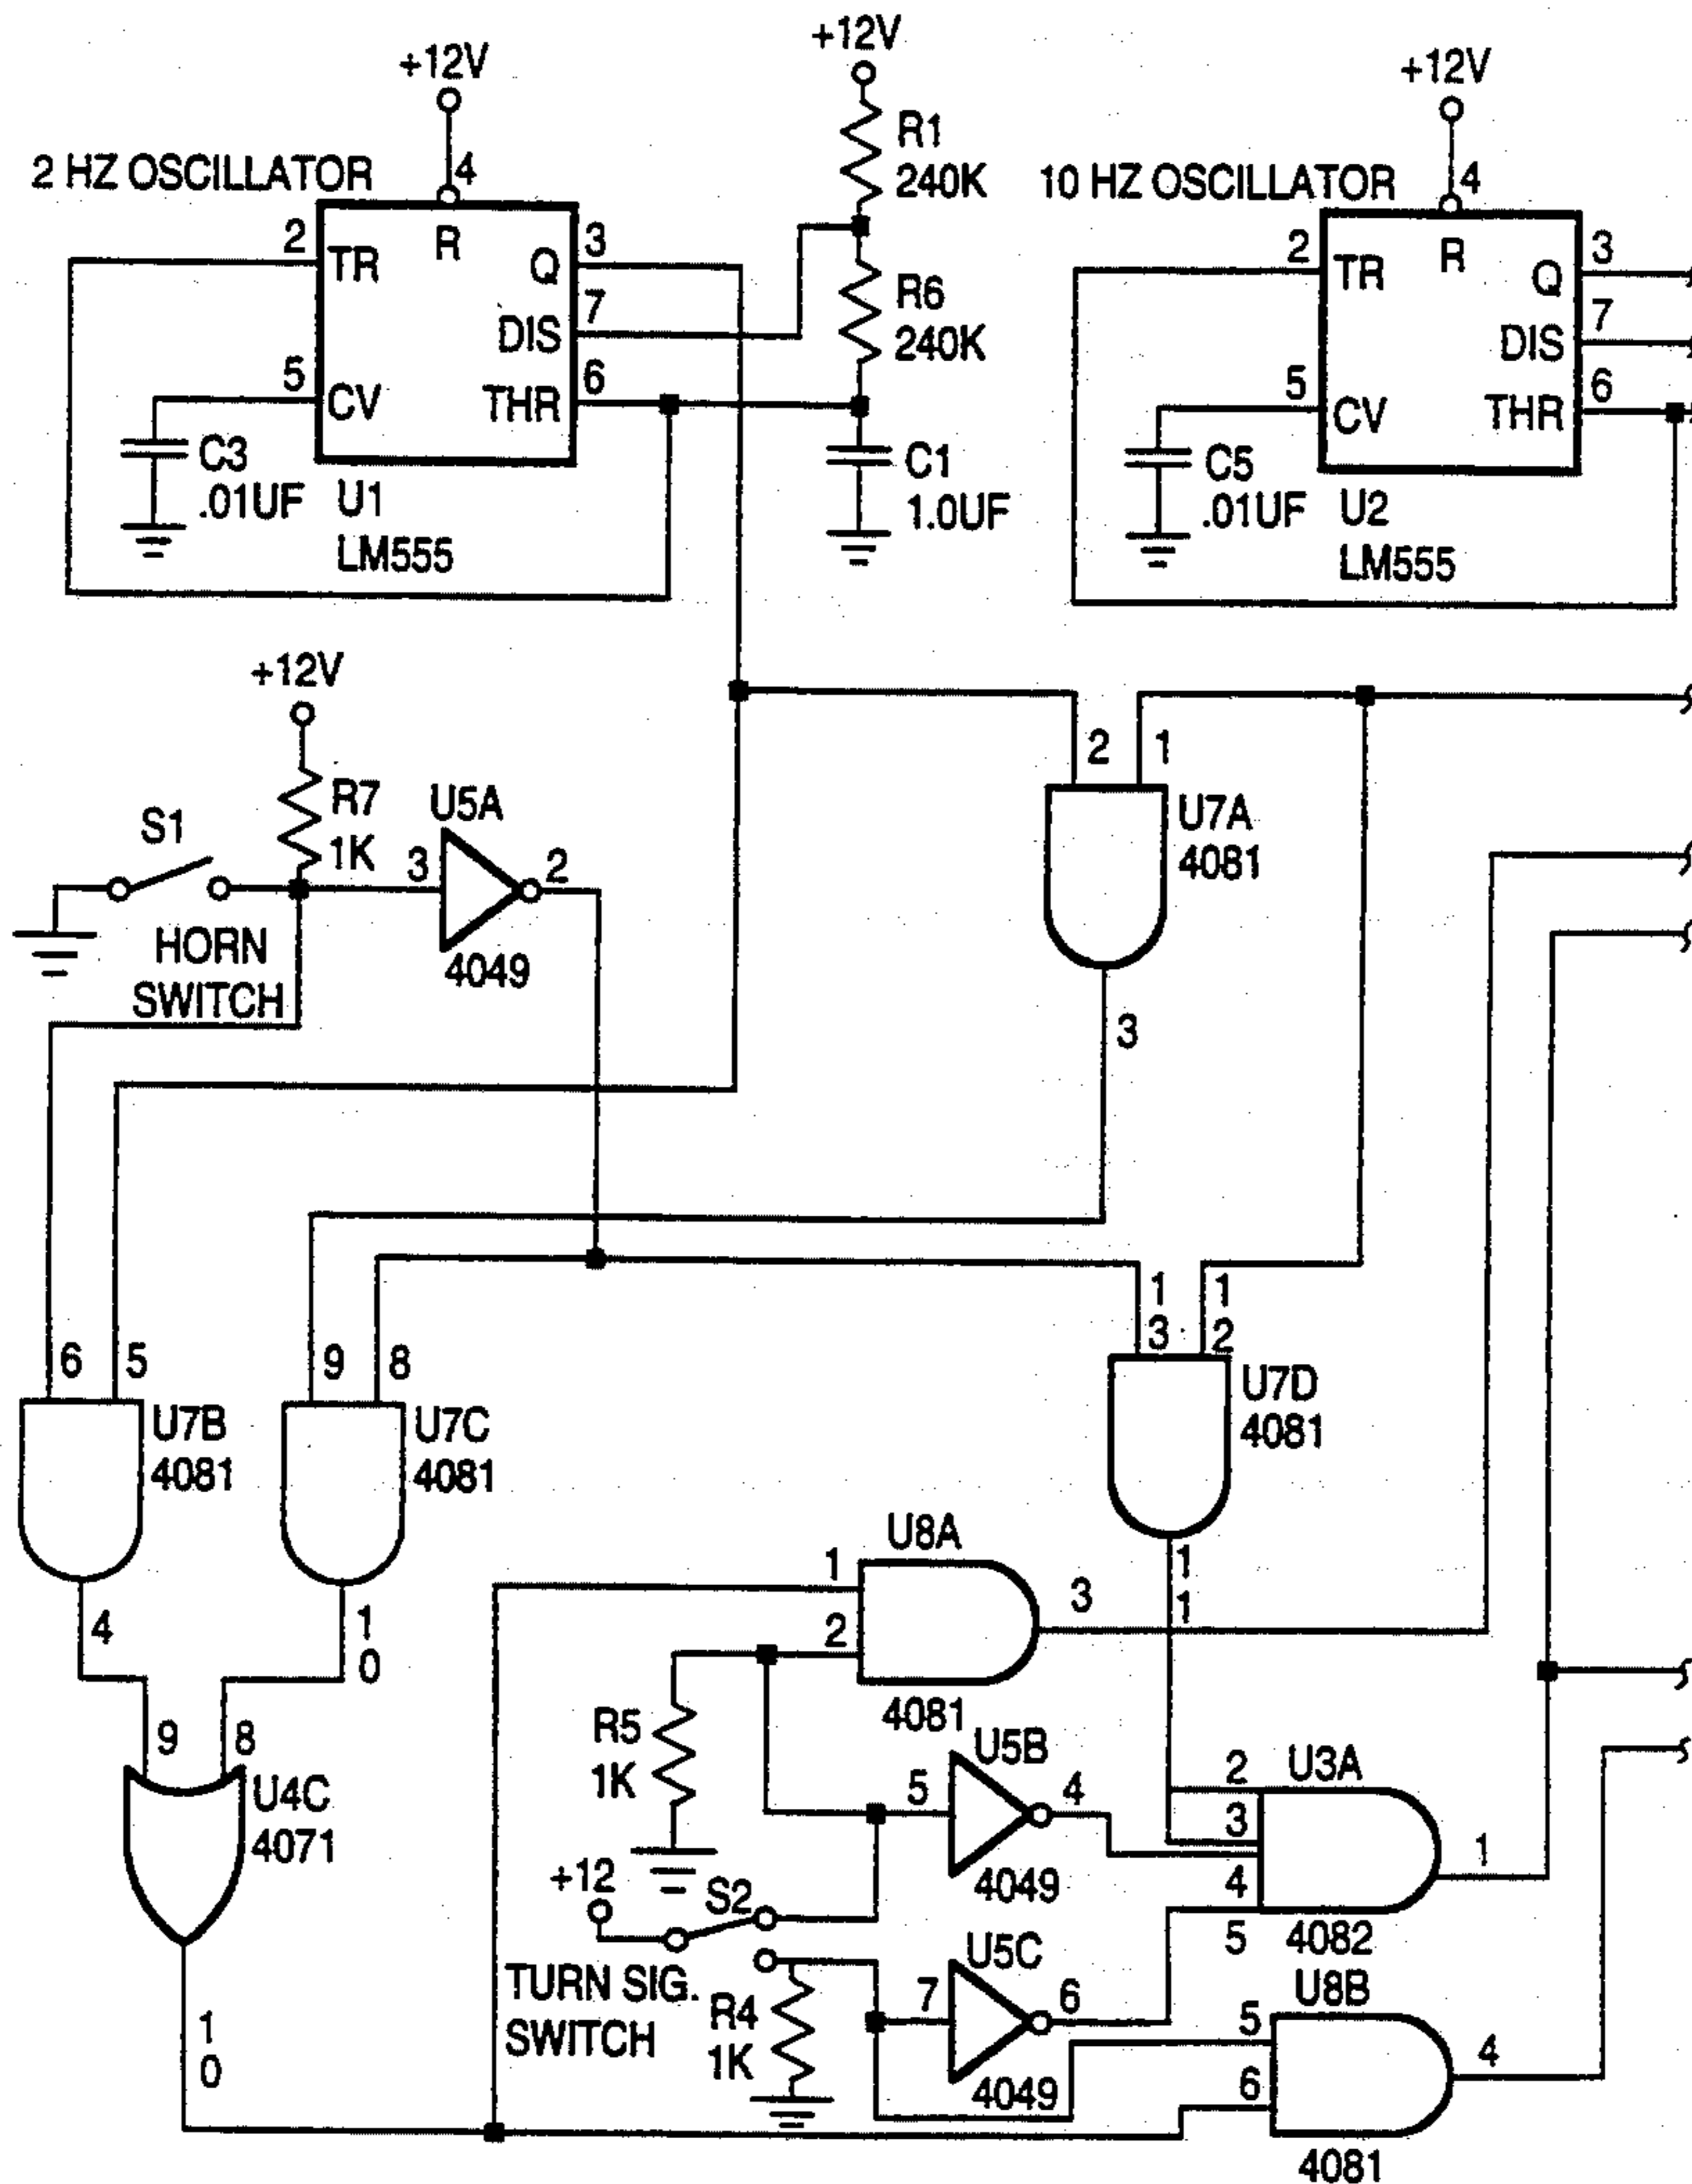 +12V
+12V
+12V
2 HZ OSCILLATOR
4
R1
240K
10 HZ OSCILLATOR
4
2
TR
R
Q
3
7
DIS
5
CV
THR
6
R6
240K
2
TR
R
Q
3
7
DIS
5
CV
THR
6
C3
.01UF
U1
LM555
C1
1.0UF
C5
.01UF
U2
LM555
+12V
R7
1K
S1
U5A
3
2
4049
HORN
SWITCH
2
1
U7A
4081
3
6
5
9
8
1
3
1
2
U7B
4081
U7C
4081
U7D
4081
4
1
0
1
1
U8A
1
2
3
4081
9
8
U4C
4071
R5
1K
U5B
5
4
4049
2
U3A
3
4
5
1
4082
+12
S2
TURN SIG.
SWITCH
R4
1K
U5C
7
6
4049
U8B
5
6
4
4081
1
0